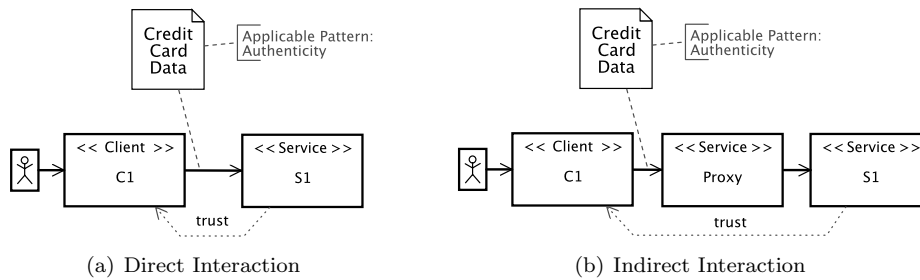 Credit
Card
Data
Applicable Pattern:
Authenticity
<< Client >>
C1
<< Service >>
S1
trust
(a) Direct Interaction
Credit
Card
Data
Applicable Pattern:
Authenticity
<< Client >>
C1
<< Service >>
Proxy
<< Service >>
S1
trust
(b) Indirect Interaction